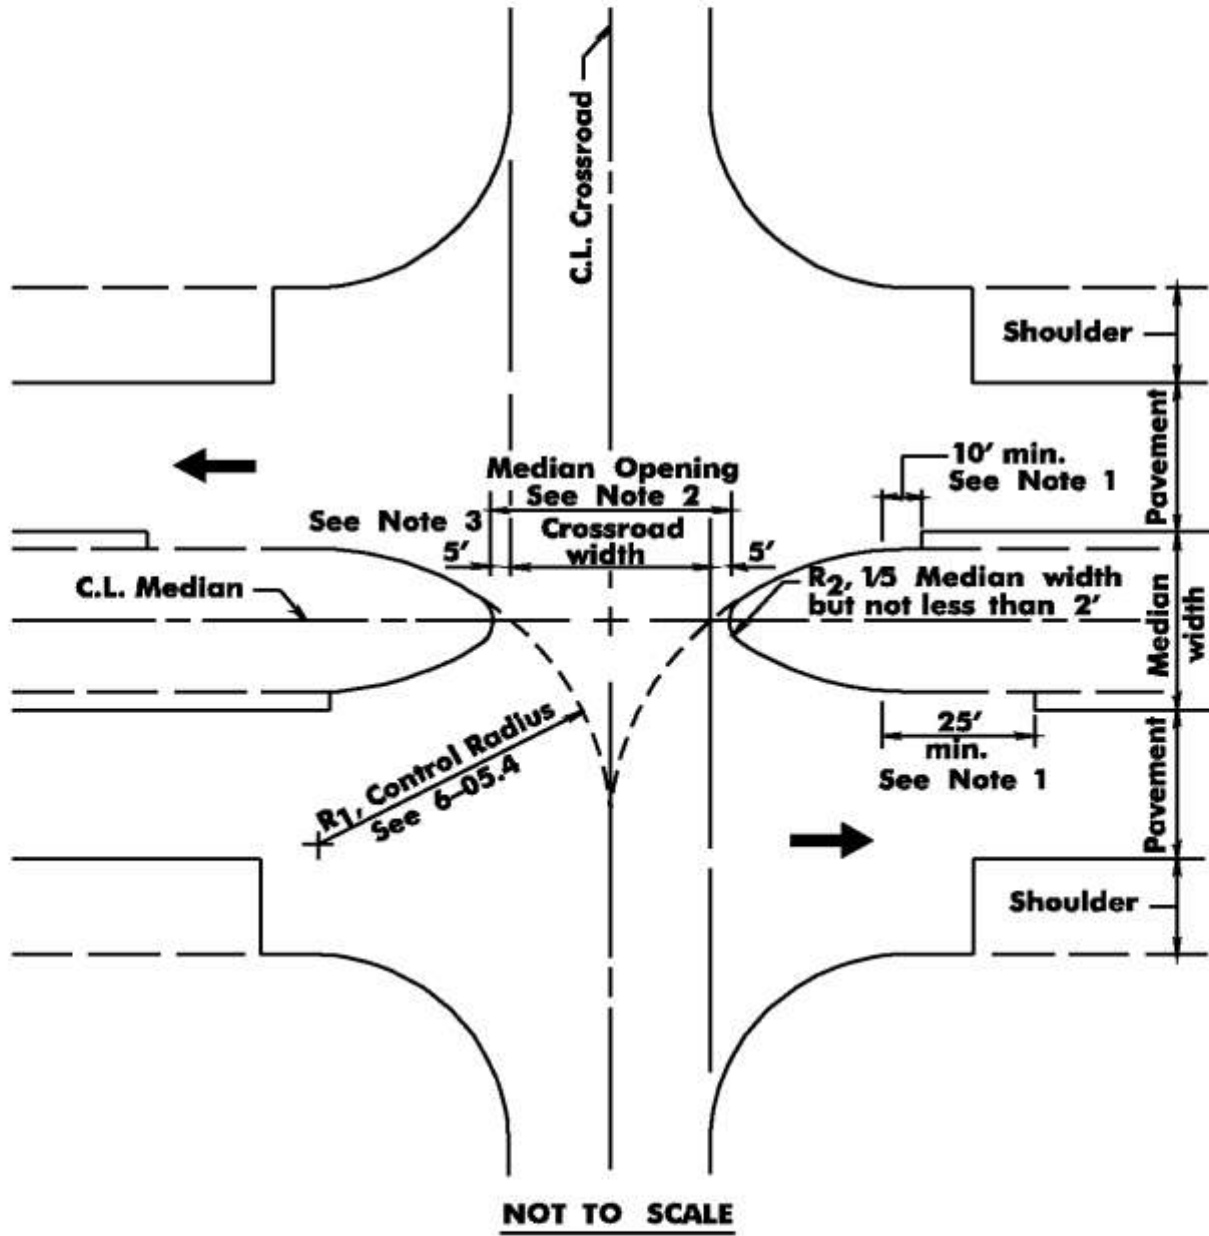 C.L. Crossroad
Shoulder
Pavement
10' min.
See Note 1
Median Opening
See Note 2
See Note 3
Crossroad
width
5'
5'
C.L. Median
R2, 1/5 Median width
but not less than 2'
Median
width
R1, Control Radius
See 6-05.4
25'
min.
See Note 1
Pavement
Shoulder
NOT TO SCALE